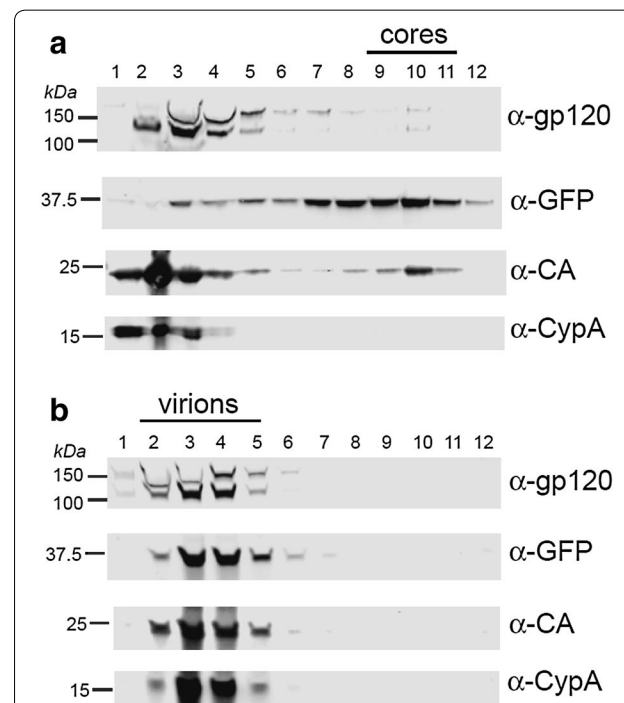 a
cores
1 2 3 4 5 6 7 8 9 10 11 12
kDa
150
100
α-gp120
37.5
α-GFP
25
α-CA
15
α-CypA
b
virions
1 2 3 4 5 6 7 8 9 10 11 12
kDa
150
100
α-gp120
37.5
α-GFP
25
α-CA
15
α-CypA